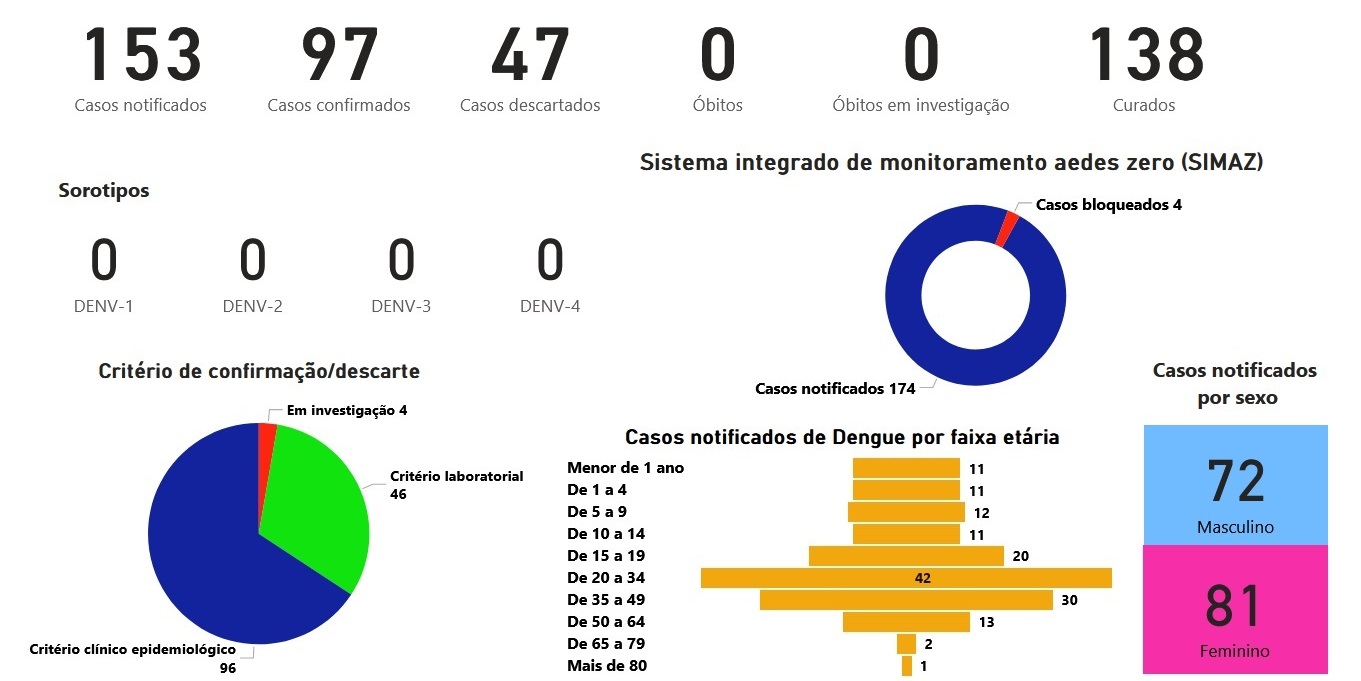 153
Casos notificados
97
Casos confirmados
47
Casos descartados
0
Óbitos
0
Óbitos em investigação
138
Curados
Sorotipos
0
DENV-1
0
DENV-2
0
DENV-3
0
DENV-4
Sistema integrado de monitoramento aedes zero (SIMAZ)
Casos bloqueados 4
Casos notificados 174
Critério de confirmação/descarte
Em investigação 4
Critério laboratorial
46
Critério clínico epidemiológico
96
Casos notificados de Dengue por faixa etária
Menor de 1 ano 11
De 1 a 4 11
De 5 a 9 12
De 10 a 14 11
De 15 a 19 20
De 20 a 34 42
De 35 a 49 30
De 50 a 64 13
De 65 a 79 2
Mais de 80 1
Casos notificados
por sexo
72
Masculino
81
Feminino